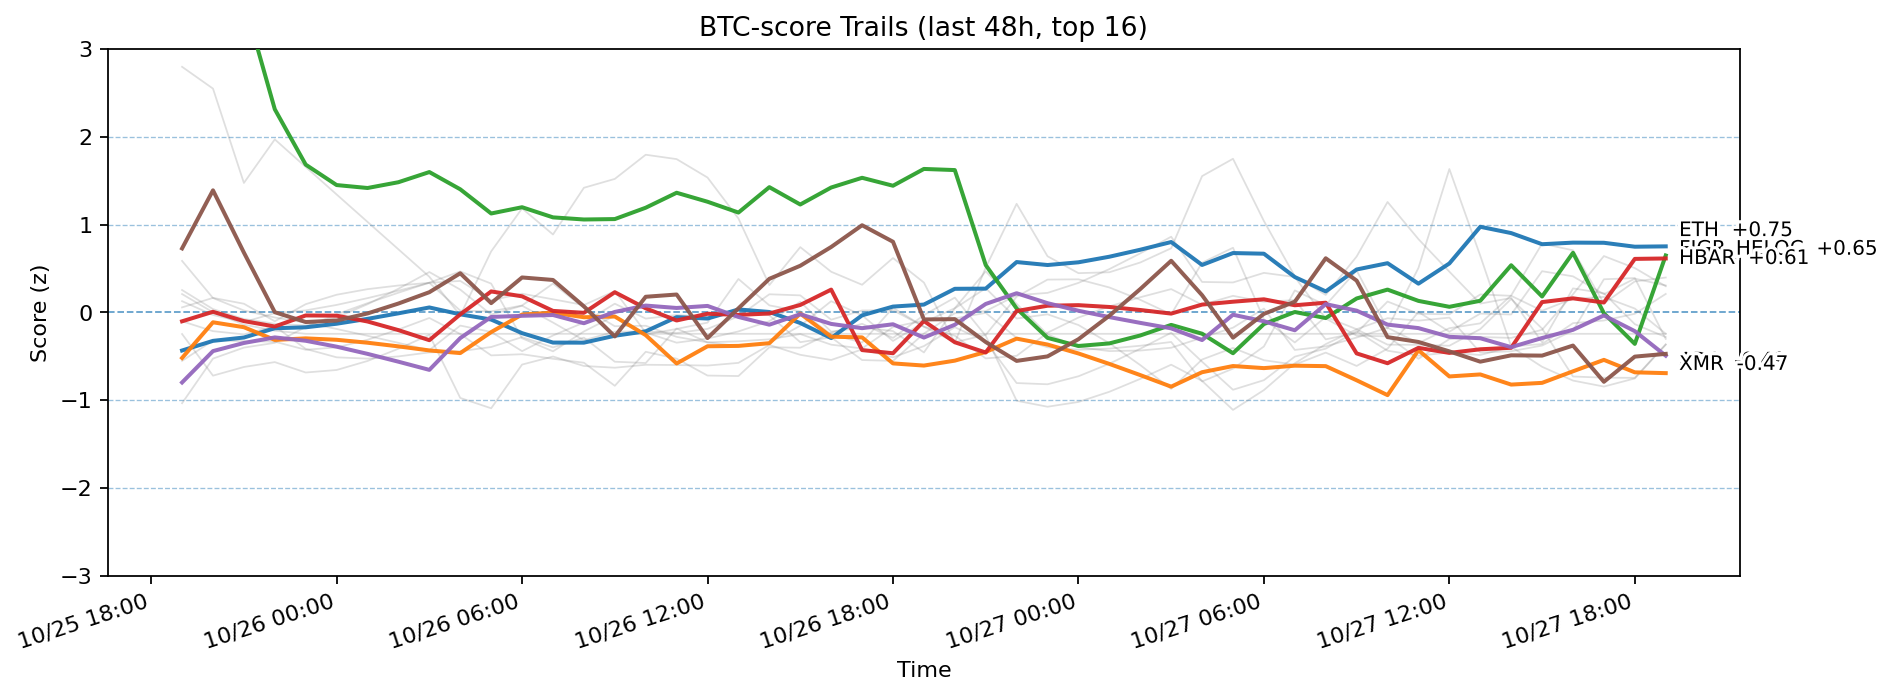 BTC-score Trails (last 48h, top 16)
Score (z)
3
2
1
0
−1
−2
−3
ETH +0.75
+0.65
HBAR +0.61
XMR -0.47
10/25 18:00
10/26 00:00
10/26 06:00
10/26 12:00
10/26 18:00
10/27 00:00
10/27 06:00
10/27 12:00
10/27 18:00
Time